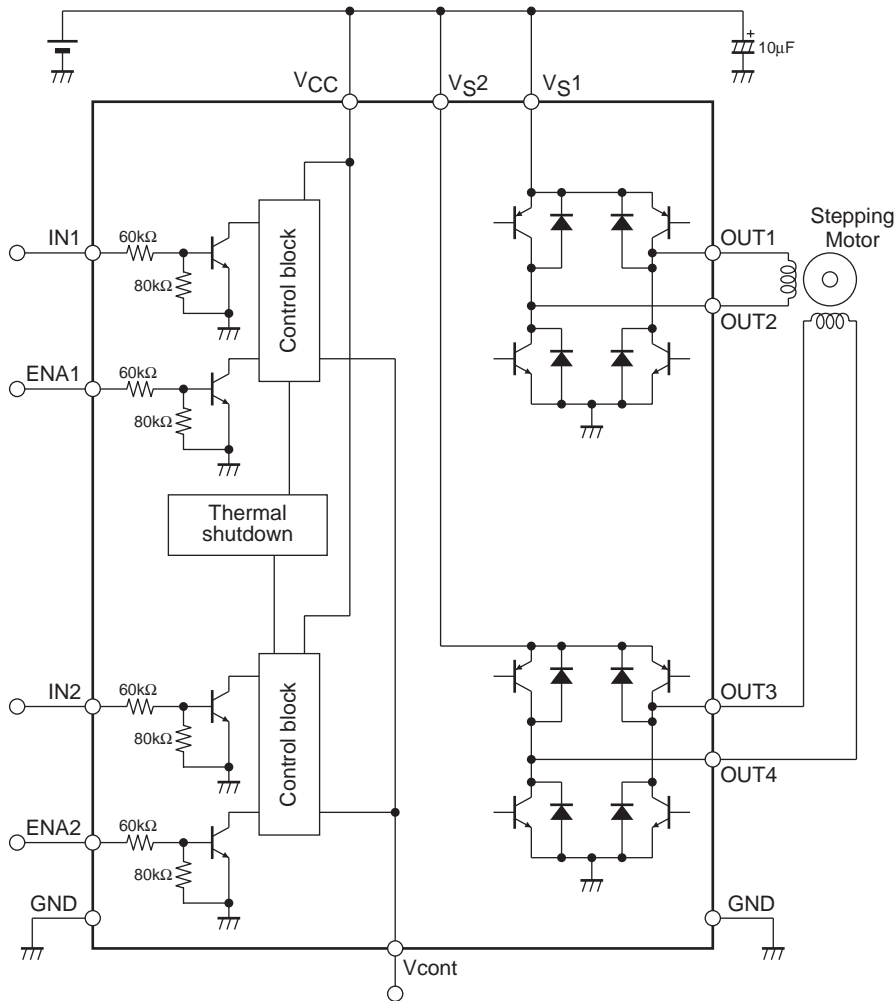 +
10μF
VCC
VS2
VS1
Stepping
Motor
IN1
60kΩ
80kΩ
Control block
OUT1
OUT2
ENA1
60kΩ
80kΩ
Thermal
shutdown
IN2
60kΩ
80kΩ
Control block
OUT3
OUT4
ENA2
60kΩ
80kΩ
GND
GND
Vcont